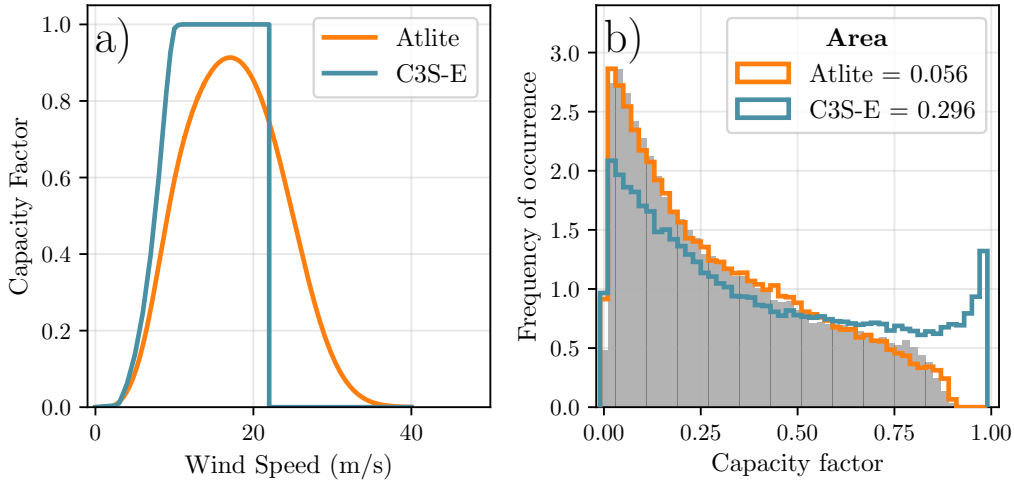 a)
Atlite
C3S-E
Capacity Factor
1.0
0.8
0.6
0.4
0.2
0.0
0
20
40
Wind Speed (m/s)
b)
Area
Atlite = 0.056
C3S-E = 0.296
Frequency of occurrence
3.0
2.5
2.0
1.5
1.0
0.5
0.0
0.00
0.25
0.50
0.75
1.00
Capacity factor